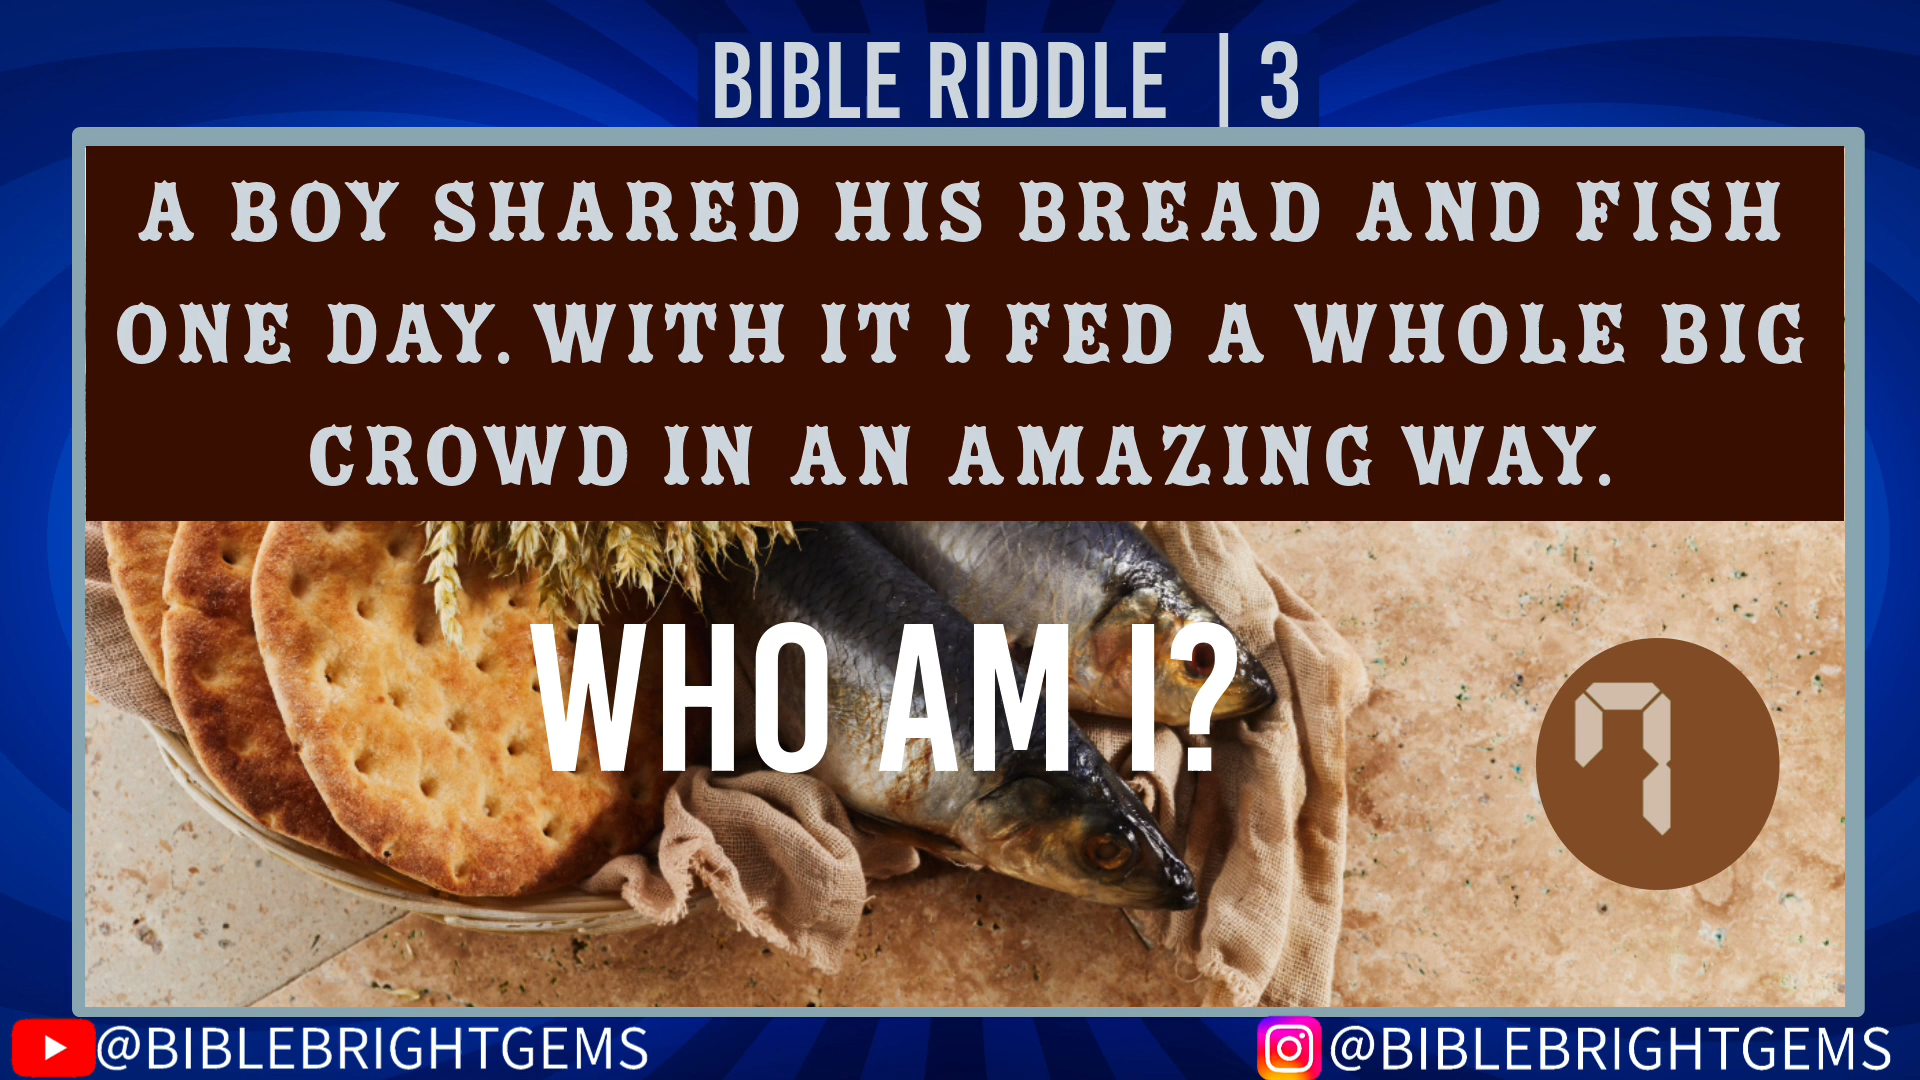 BIBLE RIDDLE | 3
A BOY SHARED HIS BREAD AND FISH
ONE DAY. WITH IT I FED A WHOLE BIG
CROWD IN AN AMAZING WAY.
WHO AM I?
7
@BIBLEBRIGHTGEMS
@BIBLEBRIGHTGEMS